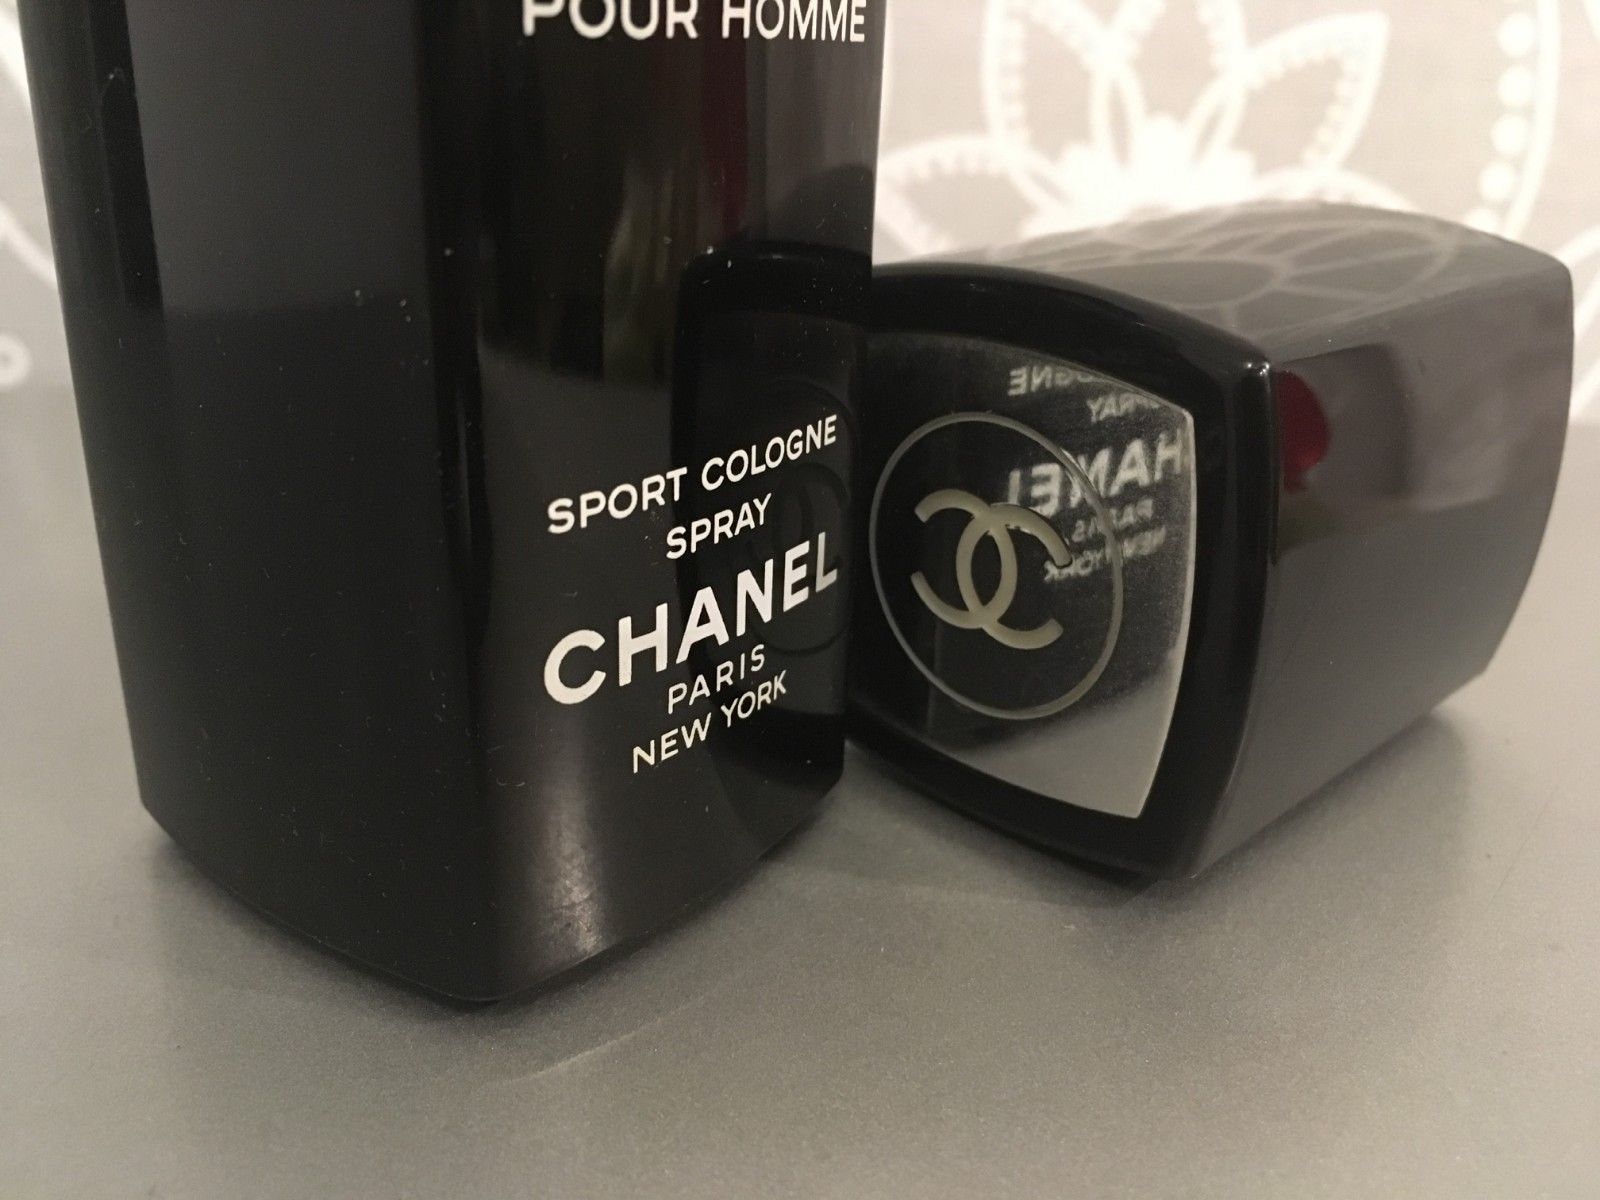 POUR HOMME
SPORT COLOGNE
SPRAY
CHANEL
PARIS
NEW YORK